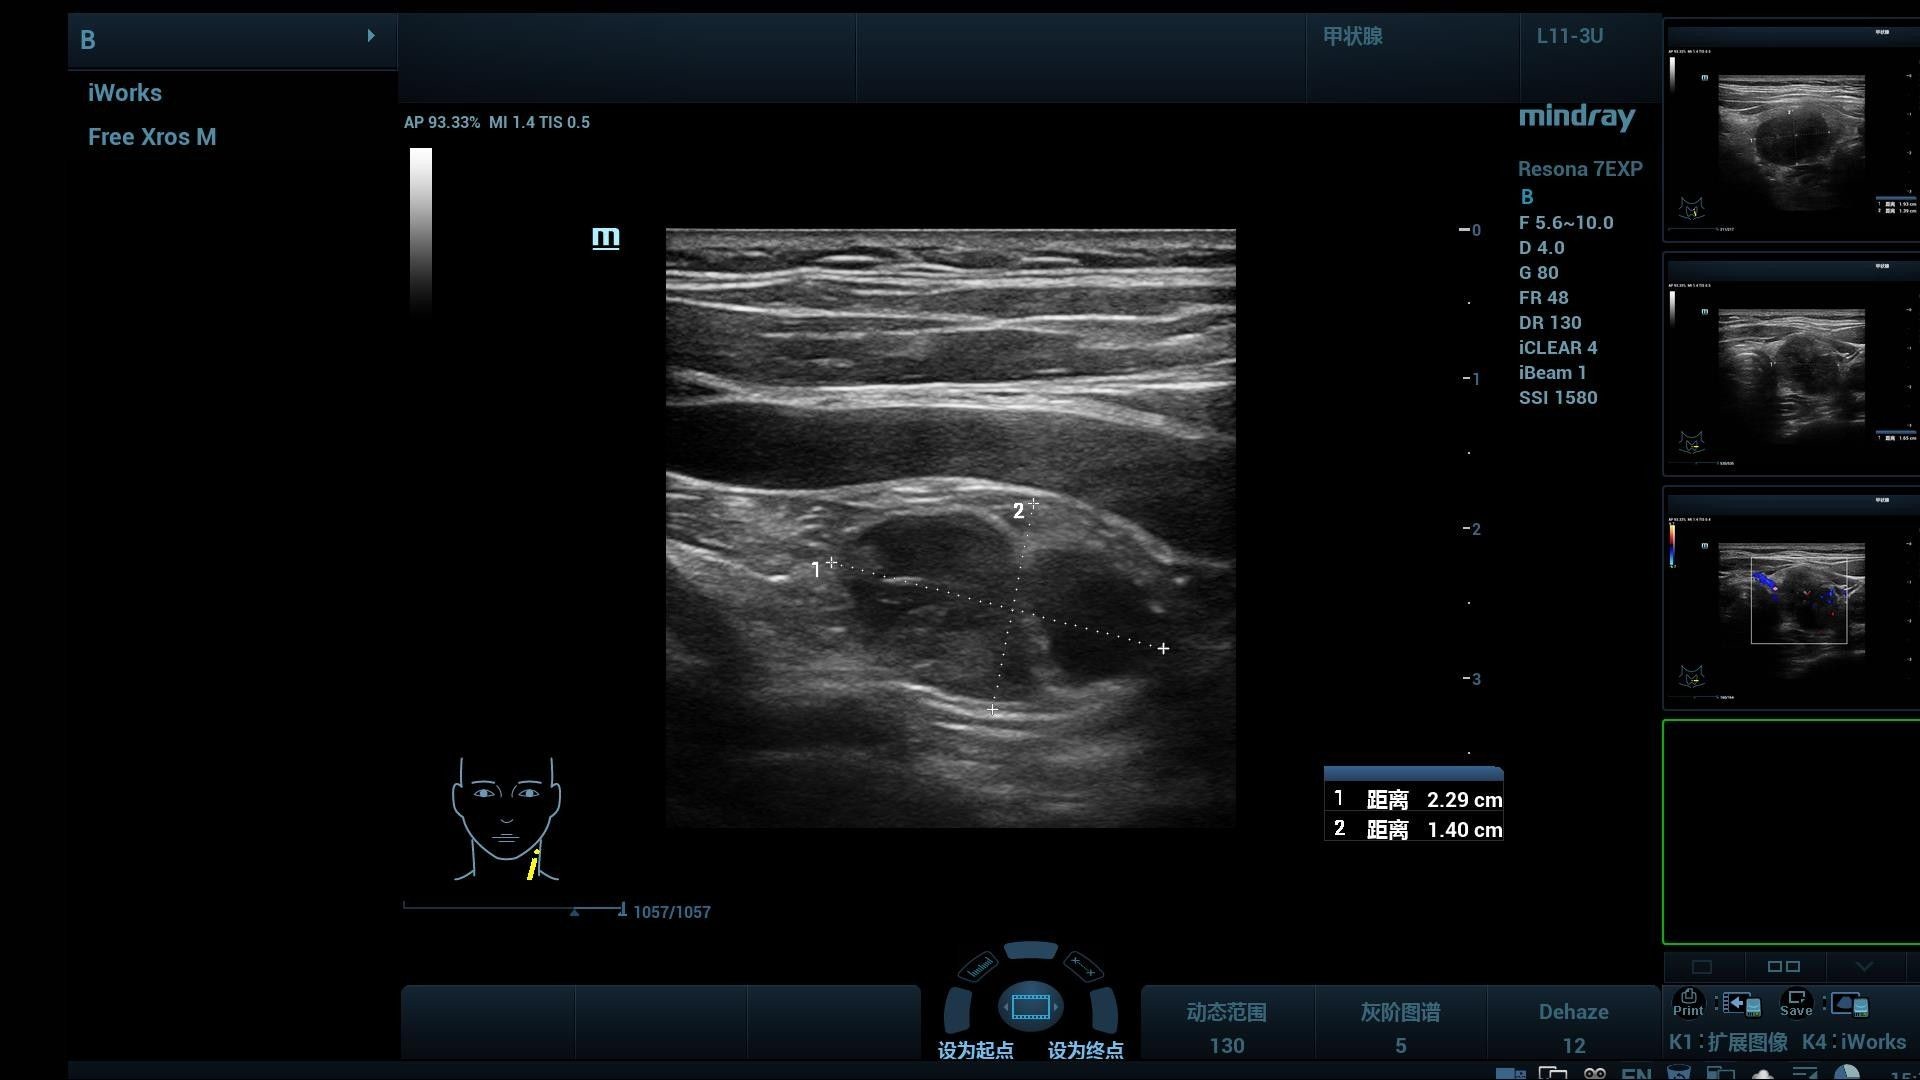 B
甲状腺
L11-3U
iWorks
Free Xros M
AP 93.33% MI 1.4 TIS 0.5
mindray
Resona 7EXP
B
F 5.6~10.0
D 4.0
G 80
FR 48
DR 130
iCLEAR 4
iBeam 1
SSI 1580
m
0
1
2
3
2
1
1 距离 2.29 cm
2 距离 1.40 cm
1057/1057
设为起点
设为终点
动态范围
130
灰阶图谱
5
Dehaze
12
Print
Save
K1:扩展图像 K4:iWorks
EN